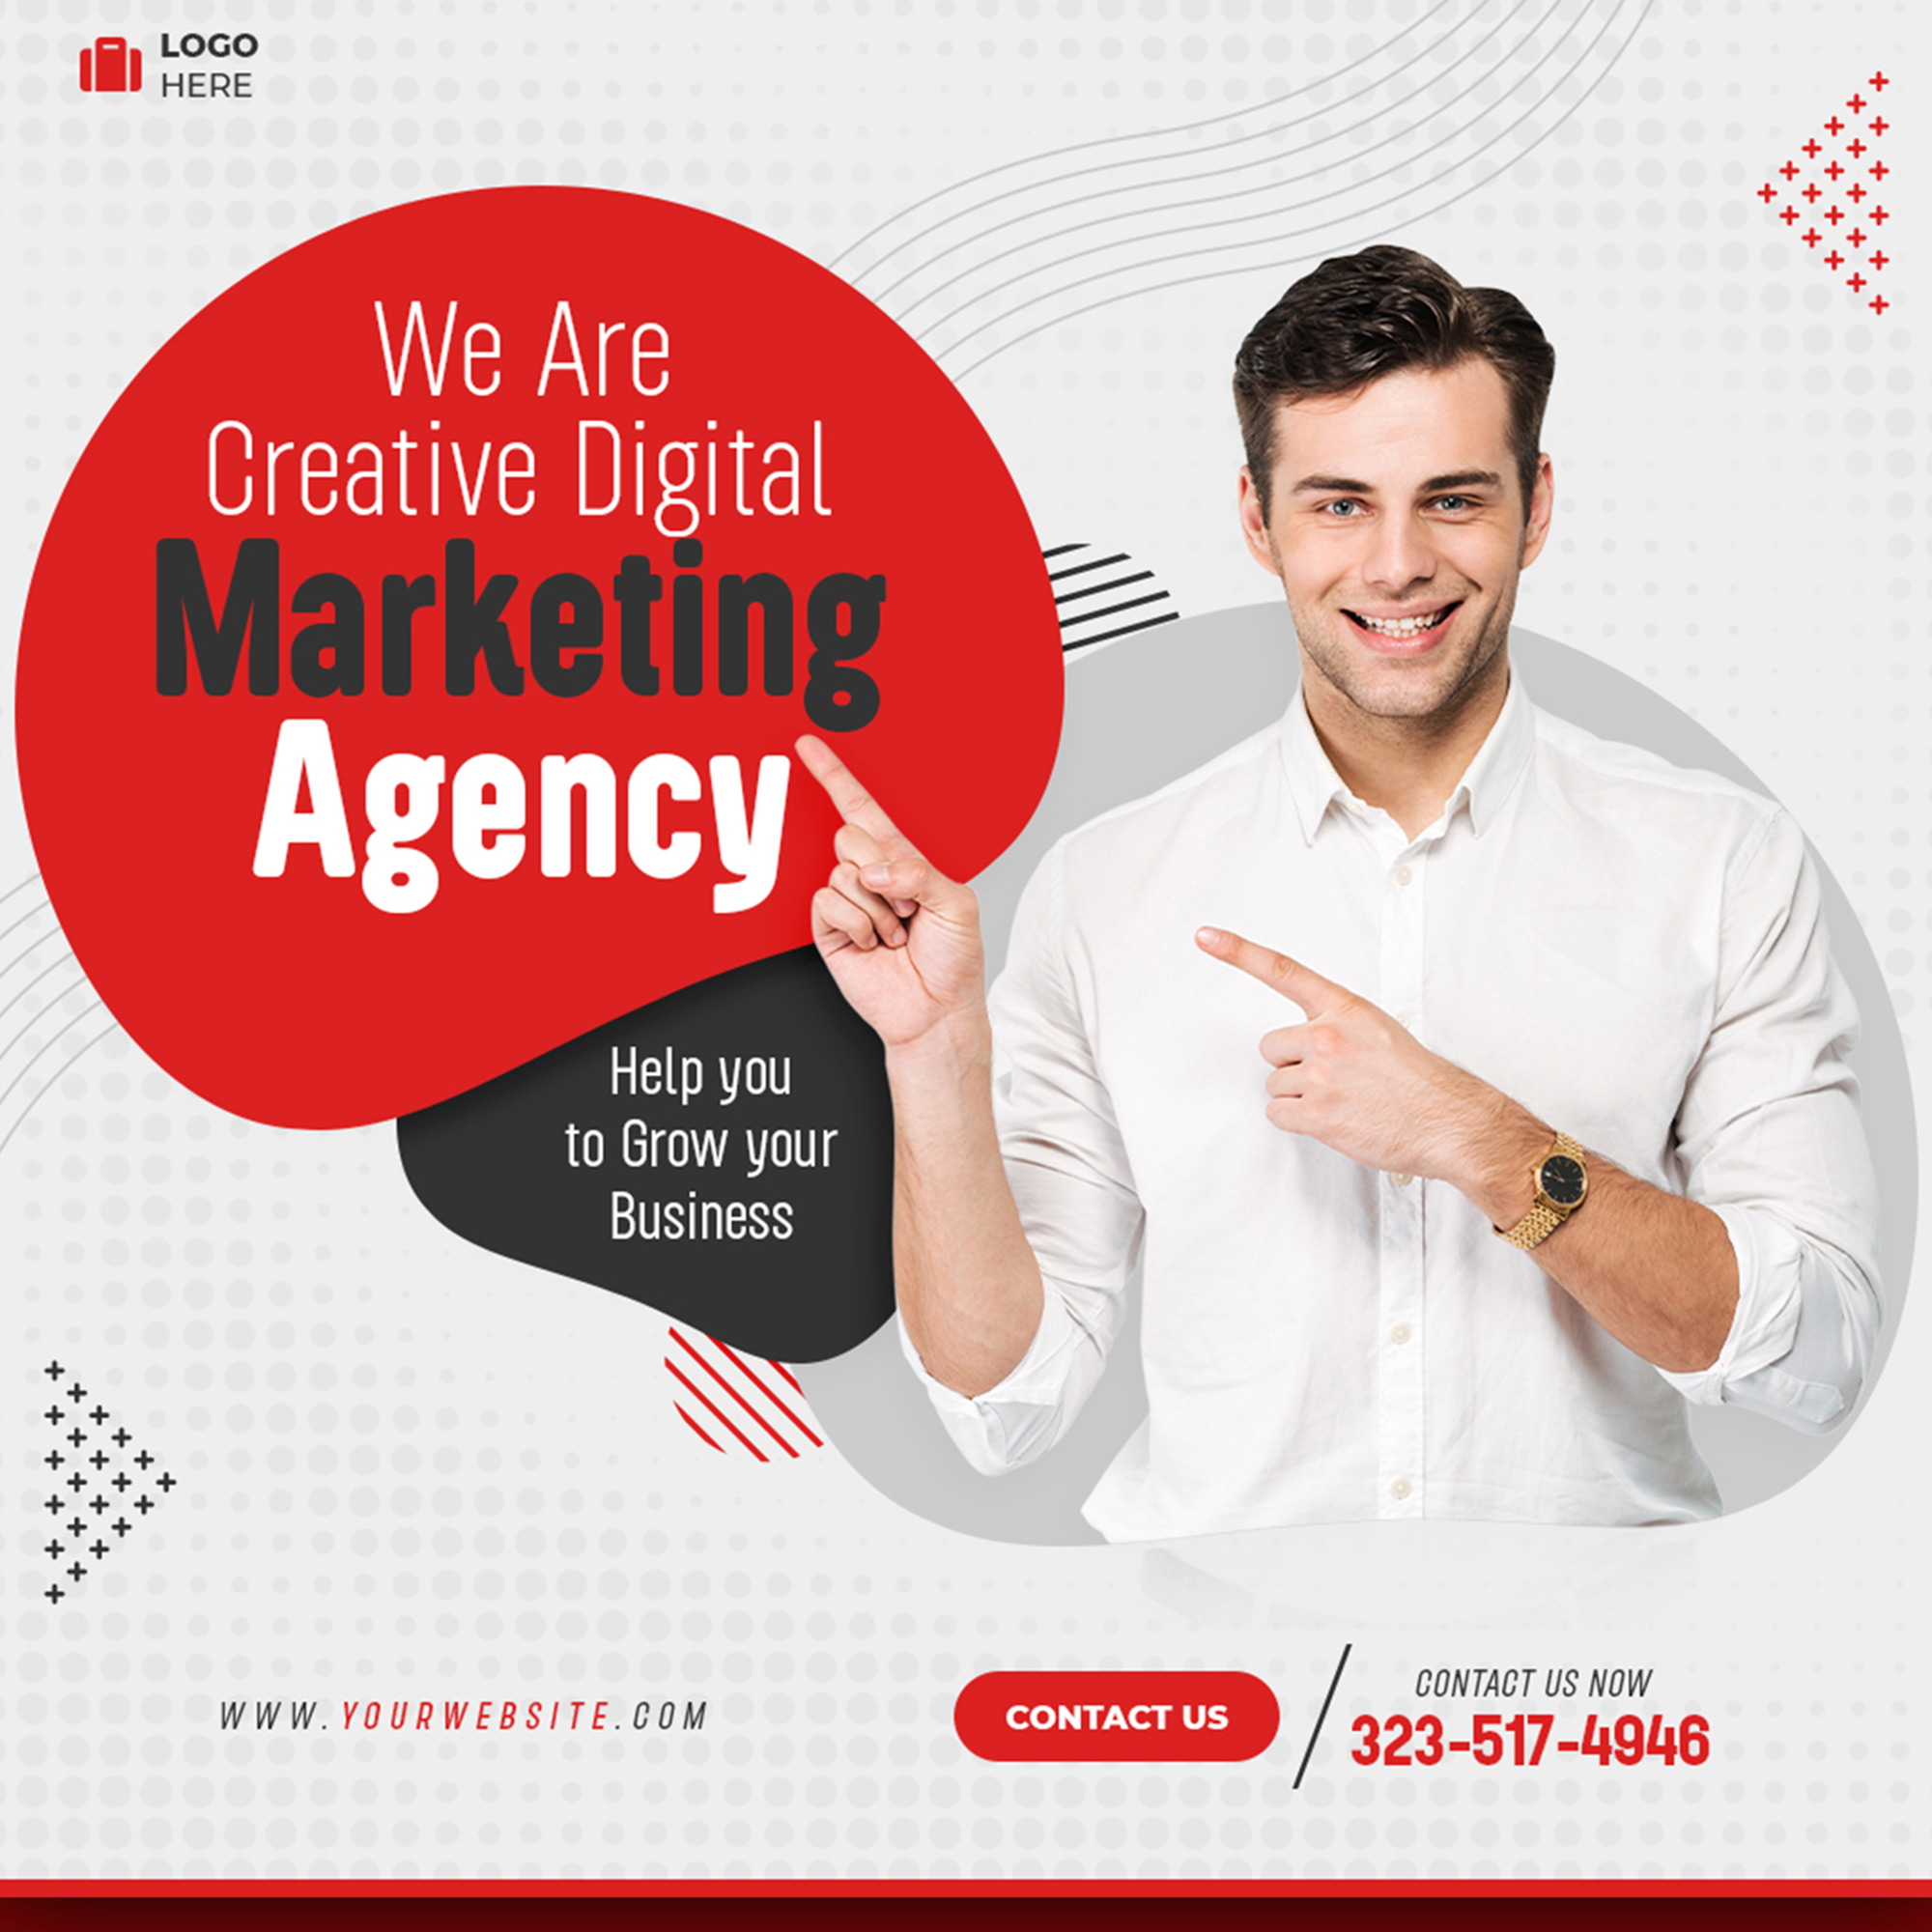 LOGO
HERE
We Are
Creative Digital
Marketing
Agency
Help you
to Grow your
Business
WWW.YOURWEBSITE.COM
CONTACT US
CONTACT US NOW
323-517-4946